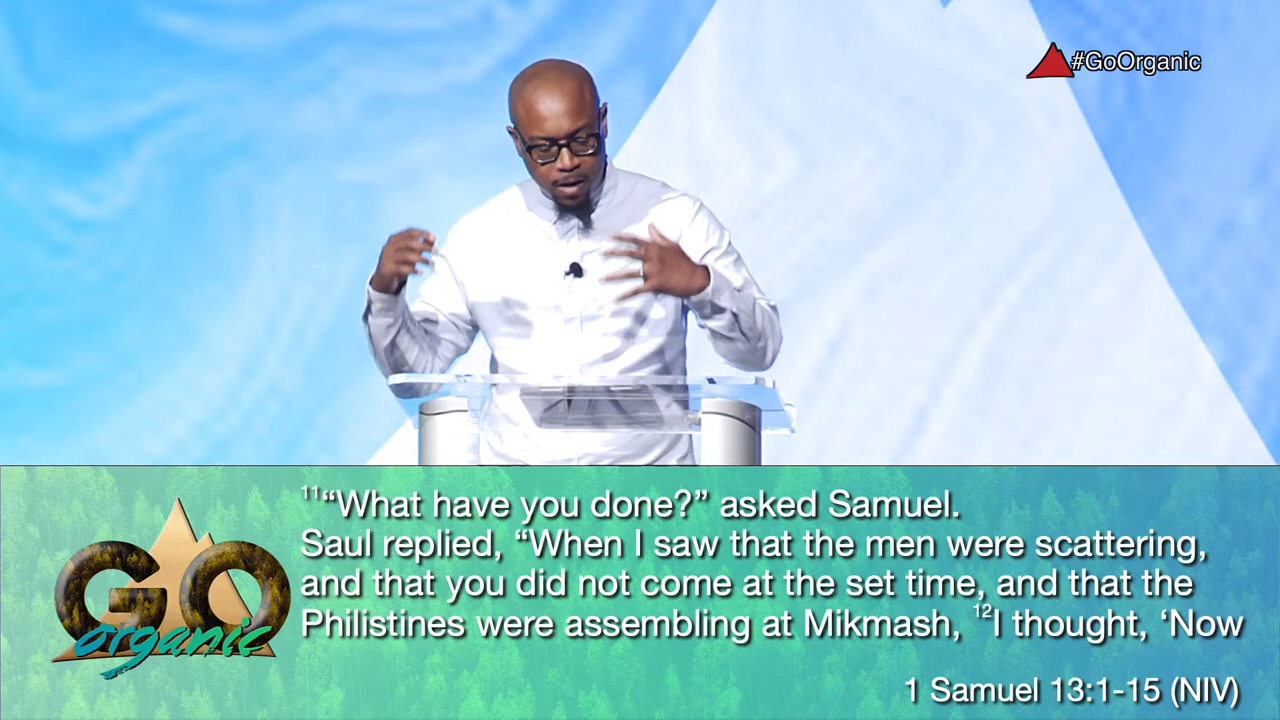 #GoOrganic
¹¹“What have you done?” asked Samuel.
Saul replied, “When I saw that the men were scattering,
and that you did not come at the set time, and that the
Philistines were assembling at Mikmash, ¹²I thought, ‘Now
GO
organic
1 Samuel 13:1-15 (NIV)